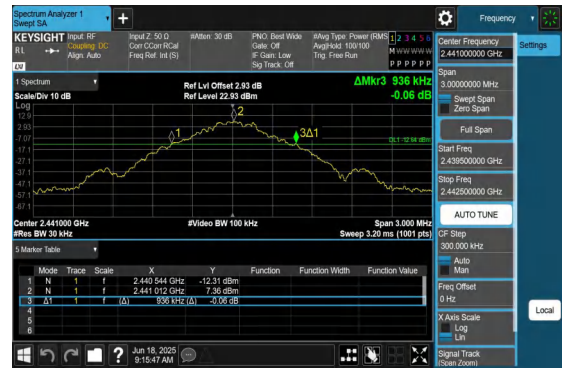 Spectrum Analyzer 1
Swept SA
Frequency
KEYSIGHT
RL
Input: RF
Coupling: DC
Align: Auto
Input Z: 50 Ω
Corr CCorr RCal
Freq Ref: Int (S)
#Atten: 30 dB
PNO: Best Wide
Gate: Off
IF Gain: Low
Sig Track: Off
#Avg Type: Power (RMS
Avg|Hold: 100/100
Trig: Free Run
1 2 3 4 5 6
M W W W W W
P P P P P P
LXI
1 Spectrum
Scale/Div 10 dB
Ref Lvl Offset 2.93 dB
Ref Level 22.93 dBm
ΔMkr3 936 kHz
-0.06 dB
Log
12.9
2.93
-7.07
-17.1
-27.1
-37.1
-47.1
-57.1
-67.1
1
2
3Δ1
DL1 -12.64 dBm
Center 2.441000 GHz
#Res BW 30 kHz
#Video BW 100 kHz
Span 3.000 MHz
Sweep 3.20 ms (1001 pts)
5 Marker Table
Mode Trace Scale X Y Function Function Width Function Value
1 N 1 f 2.440 544 GHz -12.31 dBm
2 N 1 f 2.441 012 GHz 7.36 dBm
3 Δ1 1 f (Δ) 936 kHz (Δ) -0.06 dB
4
5
6
Jun 18, 2025
9:15:47 AM
Center Frequency
2.441000000 GHz
Settings
Span
3.00000000 MHz
Swept Span
Zero Span
Full Span
Start Freq
2.439500000 GHz
Stop Freq
2.442500000 GHz
AUTO TUNE
CF Step
300.000 kHz
Auto
Man
Freq Offset
0 Hz
X Axis Scale
Log
Lin
Local
Signal Track
(Span Zoom)